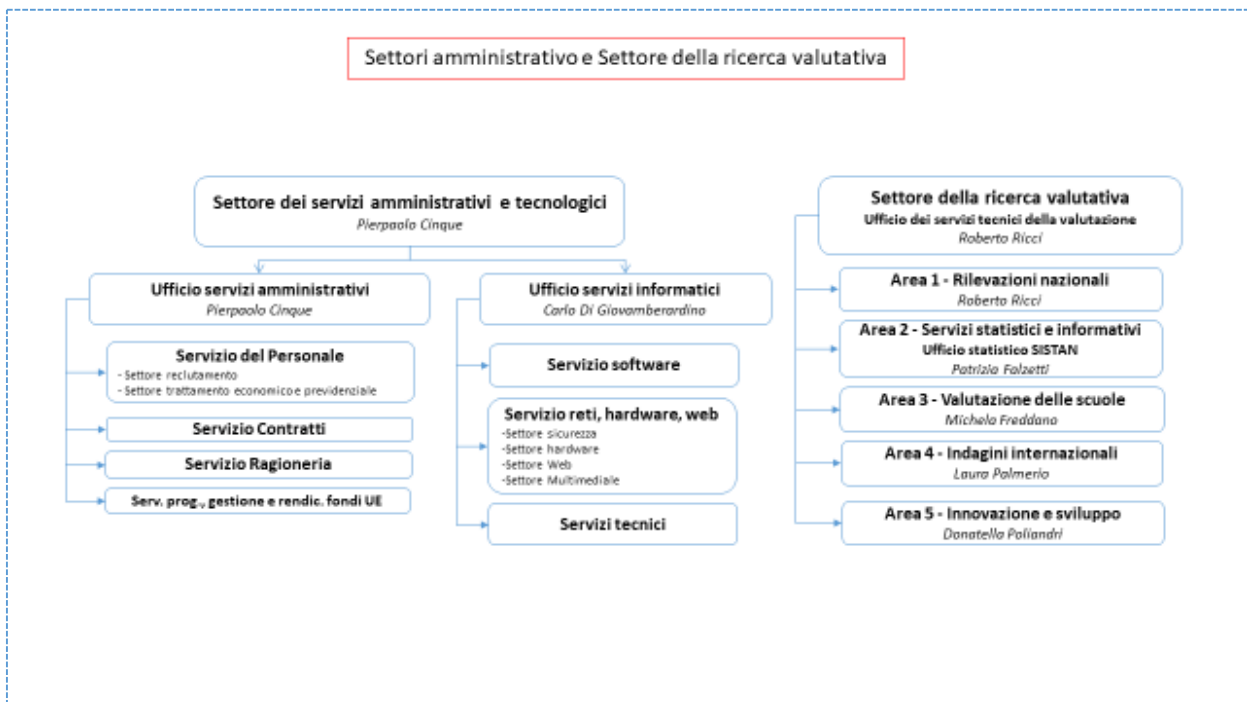 Settori amministrativo e Settore della ricerca valutativa
Settore dei servizi amministrativi e tecnologici
Pierpaolo Cinque
Ufficio servizi amministrativi
Pierpaolo Cinque
Servizio del Personale
- Settore reclutamento
- Settore trattamento economico e previdenziale
Servizio Contratti
Servizio Ragioneria
Serv. prog., gestione e rendic. fondi UE
Ufficio servizi informatici
Carlo Di Giovamberardino
Servizio software
Servizio reti, hardware, web
-Settore sicurezza
-Settore hardware
-Settore Web
-Settore Multimediale
Servizi tecnici
Settore della ricerca valutativa
Ufficio dei servizi tecnici della valutazione
Roberto Ricci
Area 1 - Rilevazioni nazionali
Roberto Ricci
Area 2 - Servizi statistici e informativi
Ufficio statistico SISTAN
Patrizia Falzetti
Area 3 - Valutazione delle scuole
Michela Freddano
Area 4 - Indagini internazionali
Laura Palmerio
Area 5 - Innovazione e sviluppo
Donatella Poliandri